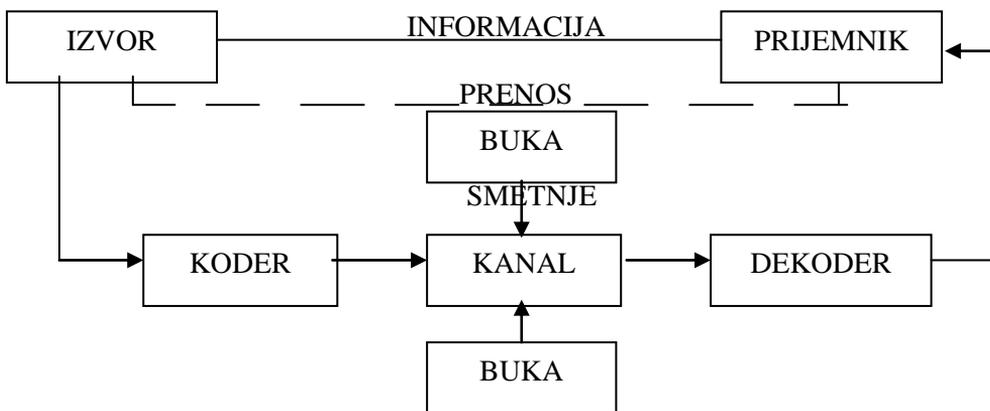 IZVOR
INFORMACIJA
PRIJEMNIK
PRENOS
BUKA
SMETNJE
KODER
KANAL
DEKODER
BUKA